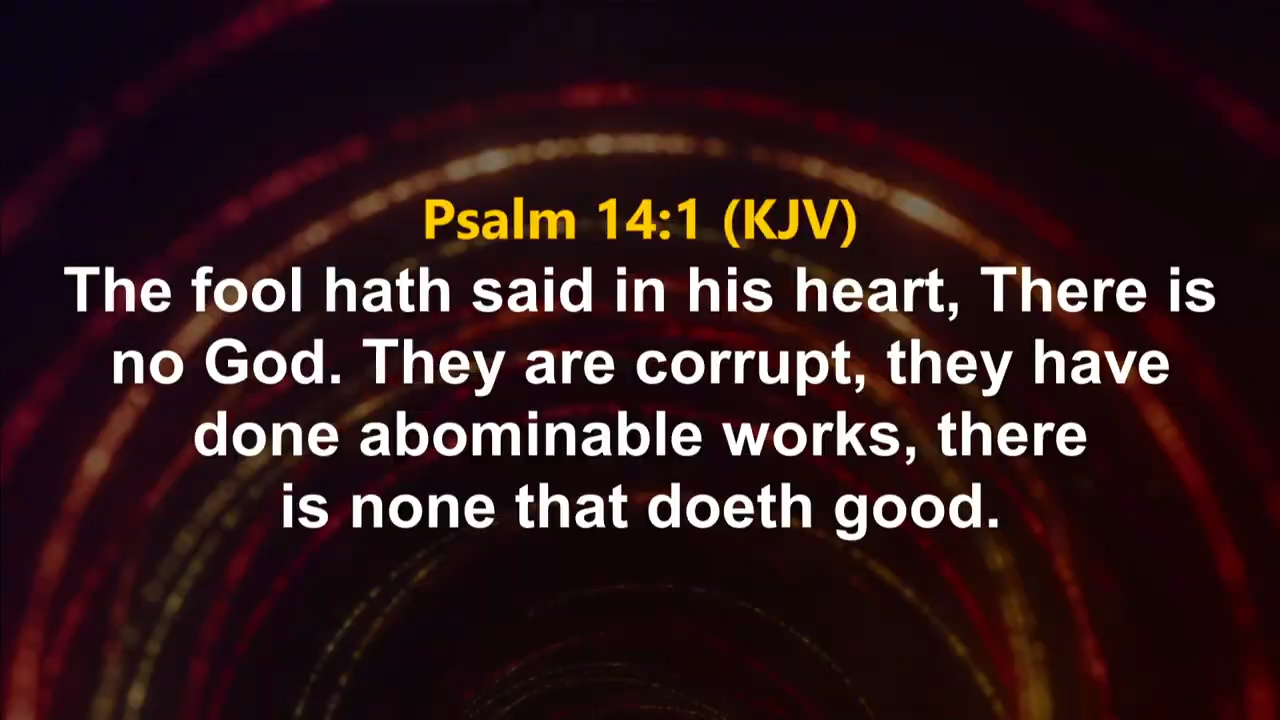 Psalm 14:1 (KJV)
The fool hath said in his heart, There is
no God. They are corrupt, they have
done abominable works, there
is none that doeth good.